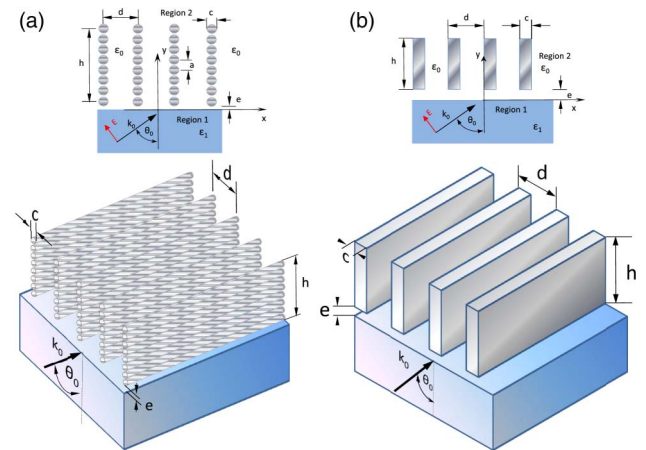 (a)
d
Region 2
c
ε₀
ε₀
y
h
a
e
x
Region 1
E
k₀
θ₀
ε₁
(b)
d
c
Region 2
h
ε₀
y
ε₀
e
x
Region 1
E
k₀
θ₀
ε₁
d
c
h
k₀
θ₀
e
d
c
h
e
k₀
θ₀